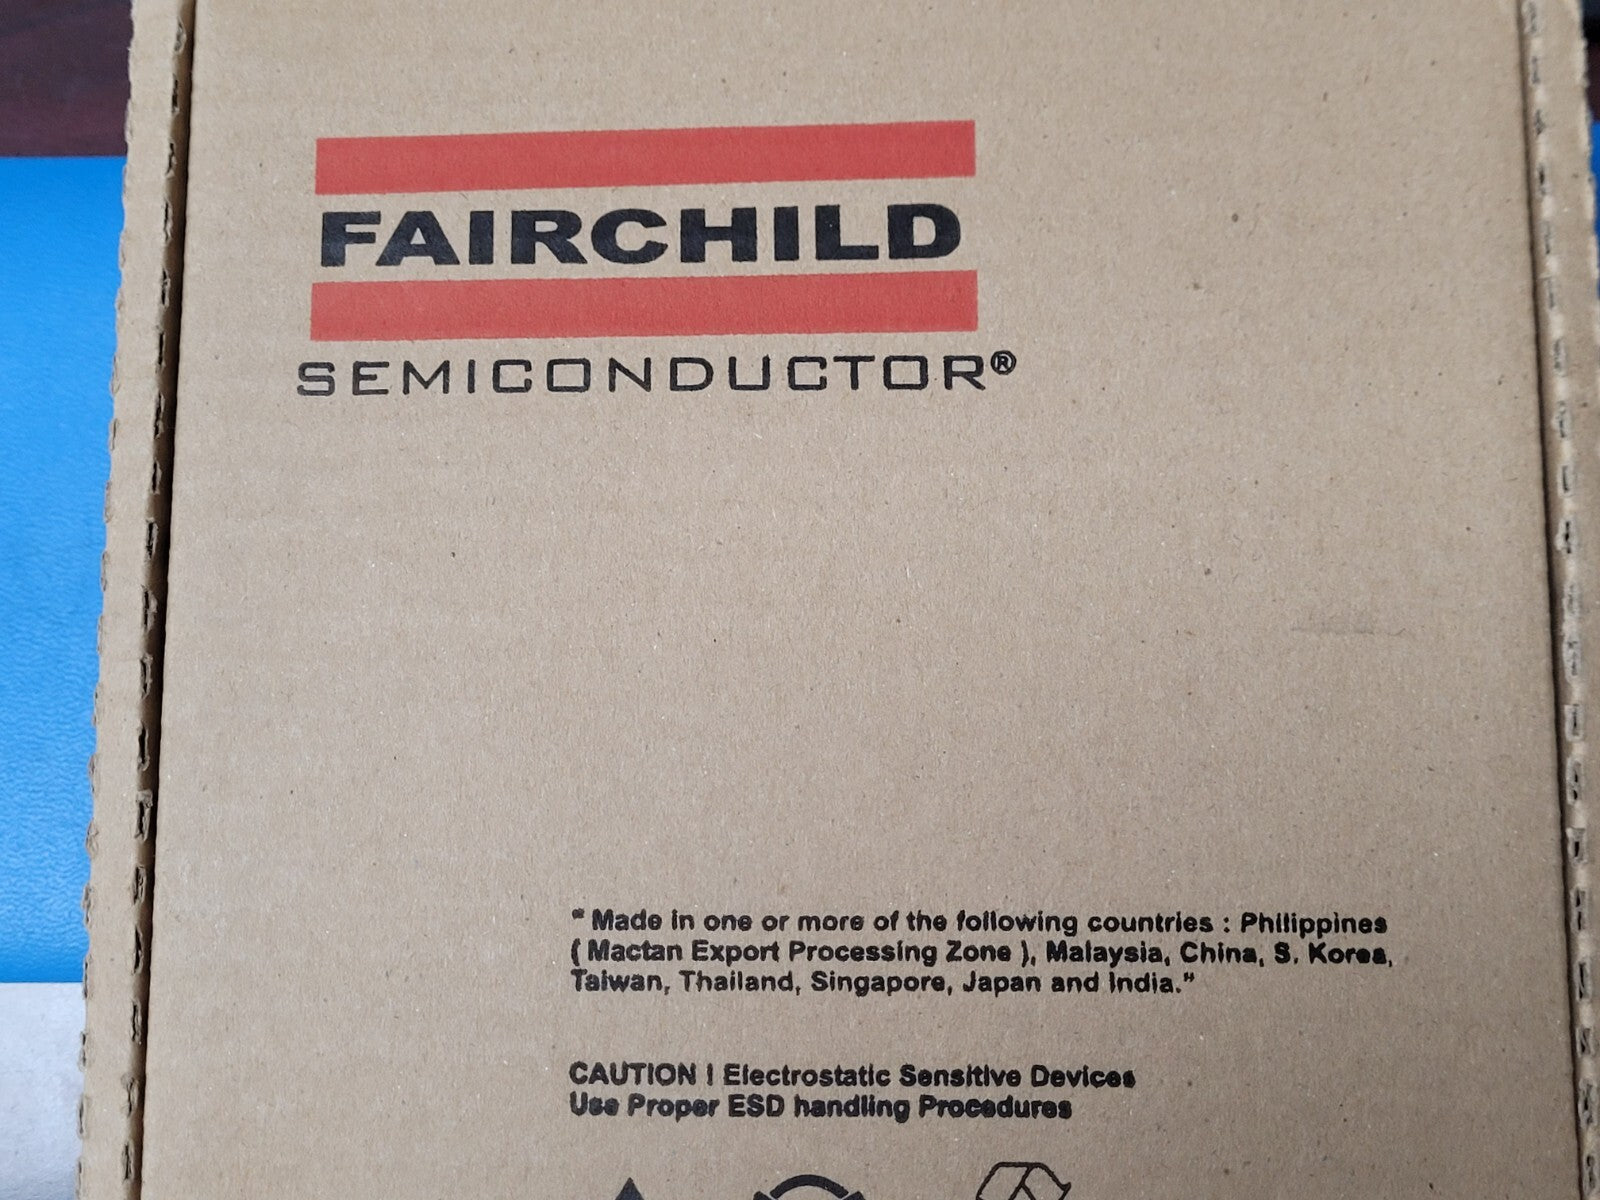 FAIRCHILD
SEMICONDUCTOR®
" Made in one or more of the following countries : Philippines
( Mactan Export Processing Zone ), Malaysia, China, S. Korea,
Taiwan, Thailand, Singapore, Japan and India."
CAUTION ! Electrostatic Sensitive Devices
Use Proper ESD handling Procedures